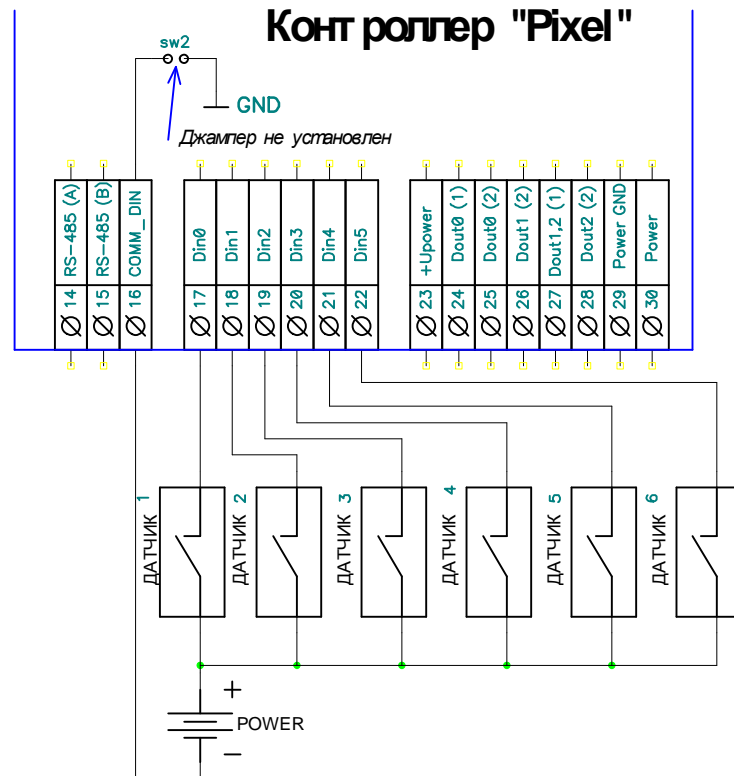 Контроллер "Pixel"
sw2
GND
Джампер не установлен
14 RS-485 (A)
15 RS-485 (B)
16 COMM_DIN
17 Din0
18 Din1
19 Din2
20 Din3
21 Din4
22 Din5
23 +Upower
24 Dout0 (1)
25 Dout0 (2)
26 Dout1 (2)
27 Dout1,2 (1)
28 Dout2 (2)
29 Power GND
30 Power
ДАТЧИК 1
ДАТЧИК 2
ДАТЧИК 3
ДАТЧИК 4
ДАТЧИК 5
ДАТЧИК 6
+
POWER
–